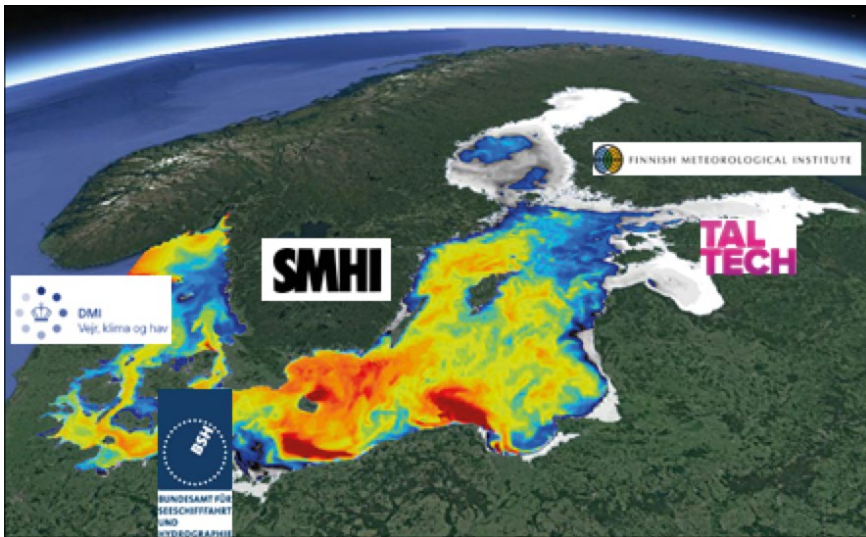 FINNISH METEOROLOGICAL INSTITUTE
TAL
TECH
SMHI
DMI
Vejr, klima og hav
BSH
BUNDESAMT FÜR
SEESCHIFFFAHRT
UND
HYDROGRAPHIE